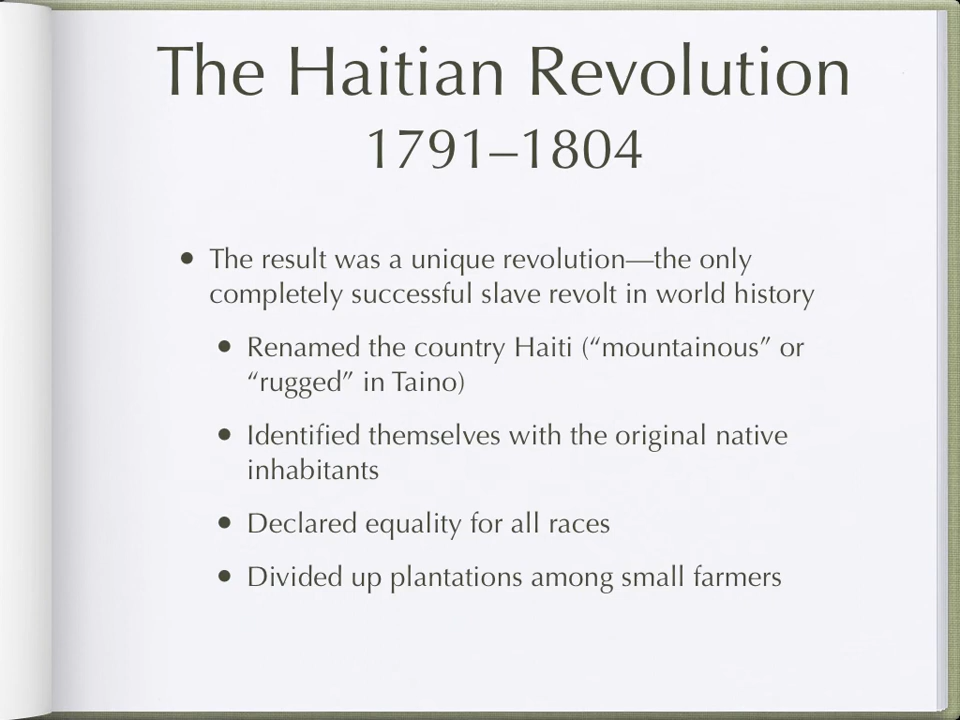 The Haitian Revolution
1791–1804
• The result was a unique revolution—the only
completely successful slave revolt in world history
• Renamed the country Haiti (“mountainous” or
“rugged” in Taino)
• Identified themselves with the original native
inhabitants
• Declared equality for all races
• Divided up plantations among small farmers